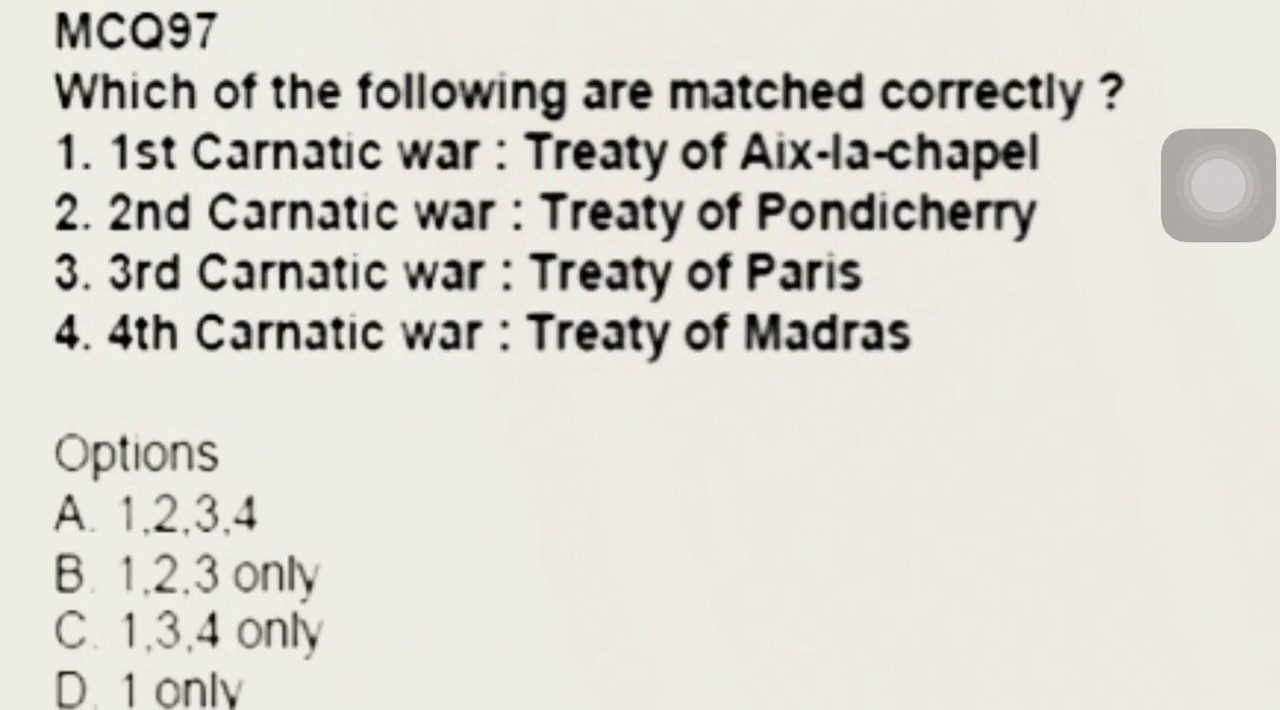 MCQ97
Which of the following are matched correctly ?
1. 1st Carnatic war : Treaty of Aix-la-chapel
2. 2nd Carnatic war : Treaty of Pondicherry
3. 3rd Carnatic war : Treaty of Paris
4. 4th Carnatic war : Treaty of Madras
Options
A. 1,2,3,4
B. 1,2,3 only
C. 1,3,4 only
D. 1 only